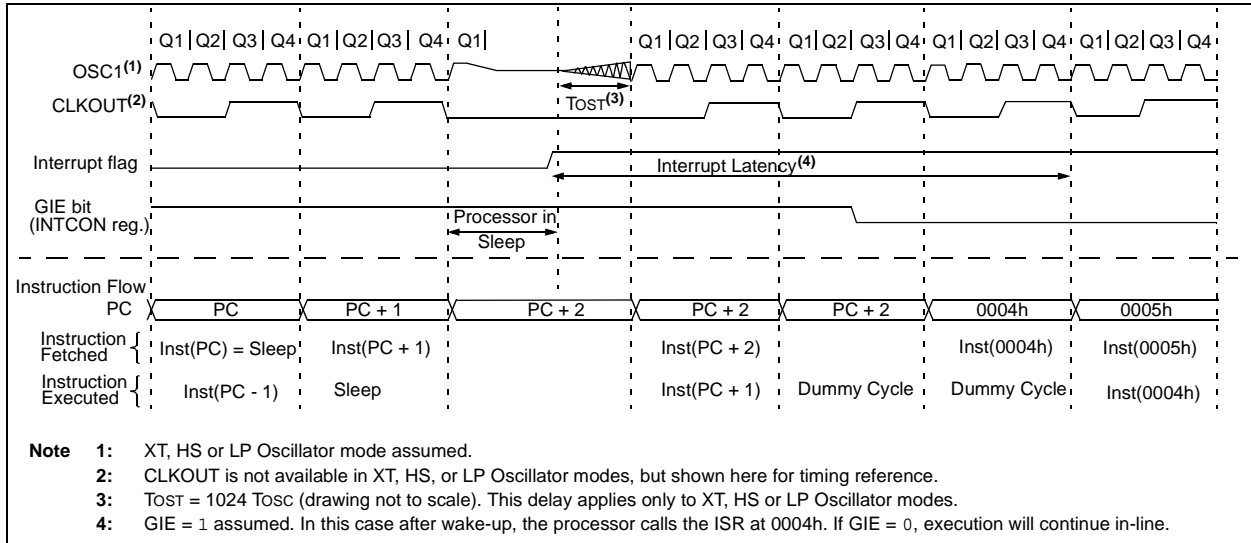 Q1 | Q2 | Q3 | Q4 Q1 | Q2 | Q3 | Q4 Q1 | Q1 | Q2 | Q3 | Q4 Q1 | Q2 | Q3 | Q4 Q1 | Q2 | Q3 | Q4 Q1 | Q2 | Q3 | Q4
OSC1(1)
CLKOUT(2)
TOST(3)
Interrupt flag
Interrupt Latency(4)
GIE bit
(INTCON reg.)
Processor in
Sleep
Instruction Flow
PC PC PC + 1 PC + 2 PC + 2 PC + 2 0004h 0005h
Instruction
Fetched
Inst(PC) = Sleep Inst(PC + 1) Inst(PC + 2) Inst(0004h) Inst(0005h)
Instruction
Executed
Inst(PC - 1) Sleep Inst(PC + 1) Dummy Cycle Dummy Cycle Inst(0004h)
Note 1: XT, HS or LP Oscillator mode assumed.
2: CLKOUT is not available in XT, HS, or LP Oscillator modes, but shown here for timing reference.
3: TOST = 1024 TOSC (drawing not to scale). This delay applies only to XT, HS or LP Oscillator modes.
4: GIE = 1 assumed. In this case after wake-up, the processor calls the ISR at 0004h. If GIE = 0, execution will continue in-line.